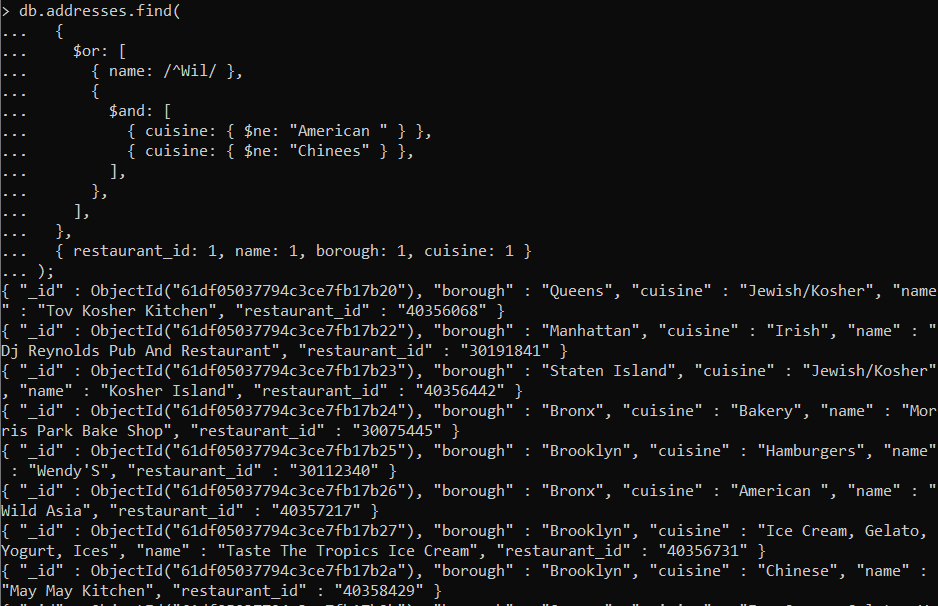 > db.addresses.find(
...   {
...     $or: [
...       { name: /^Wil/ },
...       {
...         $and: [
...           { cuisine: { $ne: "American " } },
...           { cuisine: { $ne: "Chinees" } },
...         ],
...       },
...     ],
...   },
...   { restaurant_id: 1, name: 1, borough: 1, cuisine: 1 }
... );
{ "_id" : ObjectId("61df05037794c3ce7fb17b20"), "borough" : "Queens", "cuisine" : "Jewish/Kosher", "name
" : "Tov Kosher Kitchen", "restaurant_id" : "40356068" }
{ "_id" : ObjectId("61df05037794c3ce7fb17b22"), "borough" : "Manhattan", "cuisine" : "Irish", "name" : "
Dj Reynolds Pub And Restaurant", "restaurant_id" : "30191841" }
{ "_id" : ObjectId("61df05037794c3ce7fb17b23"), "borough" : "Staten Island", "cuisine" : "Jewish/Kosher"
, "name" : "Kosher Island", "restaurant_id" : "40356442" }
{ "_id" : ObjectId("61df05037794c3ce7fb17b24"), "borough" : "Bronx", "cuisine" : "Bakery", "name" : "Mor
ris Park Bake Shop", "restaurant_id" : "30075445" }
{ "_id" : ObjectId("61df05037794c3ce7fb17b25"), "borough" : "Brooklyn", "cuisine" : "Hamburgers", "name"
 : "Wendy'S", "restaurant_id" : "30112340" }
{ "_id" : ObjectId("61df05037794c3ce7fb17b26"), "borough" : "Bronx", "cuisine" : "American ", "name" : "
Wild Asia", "restaurant_id" : "40357217" }
{ "_id" : ObjectId("61df05037794c3ce7fb17b27"), "borough" : "Brooklyn", "cuisine" : "Ice Cream, Gelato,
Yogurt, Ices", "name" : "Taste The Tropics Ice Cream", "restaurant_id" : "40356731" }
{ "_id" : ObjectId("61df05037794c3ce7fb17b2a"), "borough" : "Brooklyn", "cuisine" : "Chinese", "name" :
"May May Kitchen", "restaurant_id" : "40358429" }